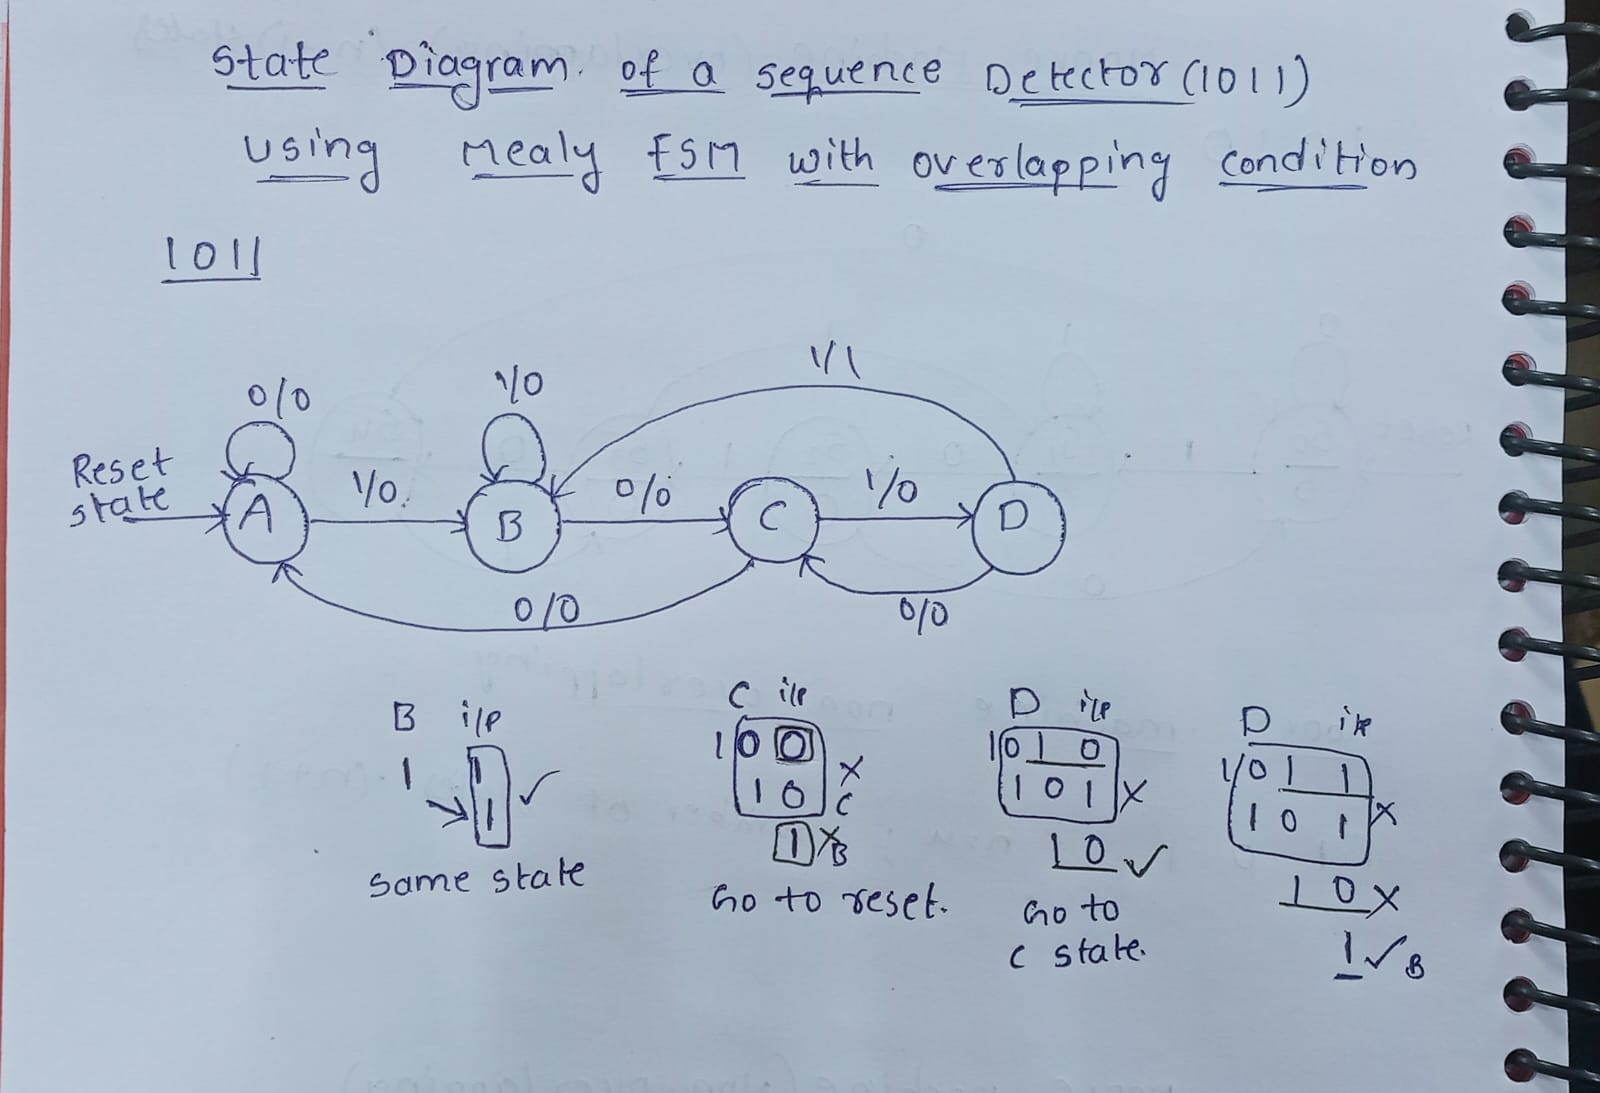 State Diagram. of a sequence Detector (1011)
using Mealy FSM with overlapping condition
1011
1/1
0/0 1/0
Reset
state
1/0. 0/0 1/0
A B C D
0/0 0/0
B i/p
1 1
1 ✓
same state
C i/p
1 0 0
1 0 X
C
1 X B
Go to reset.
D i/p
10 1 0
1 0 1 X
1 0 ✓
Go to
C state.
D i/p
1/0 1 1
1 0 1 X
1 0 X
1 ✓ B